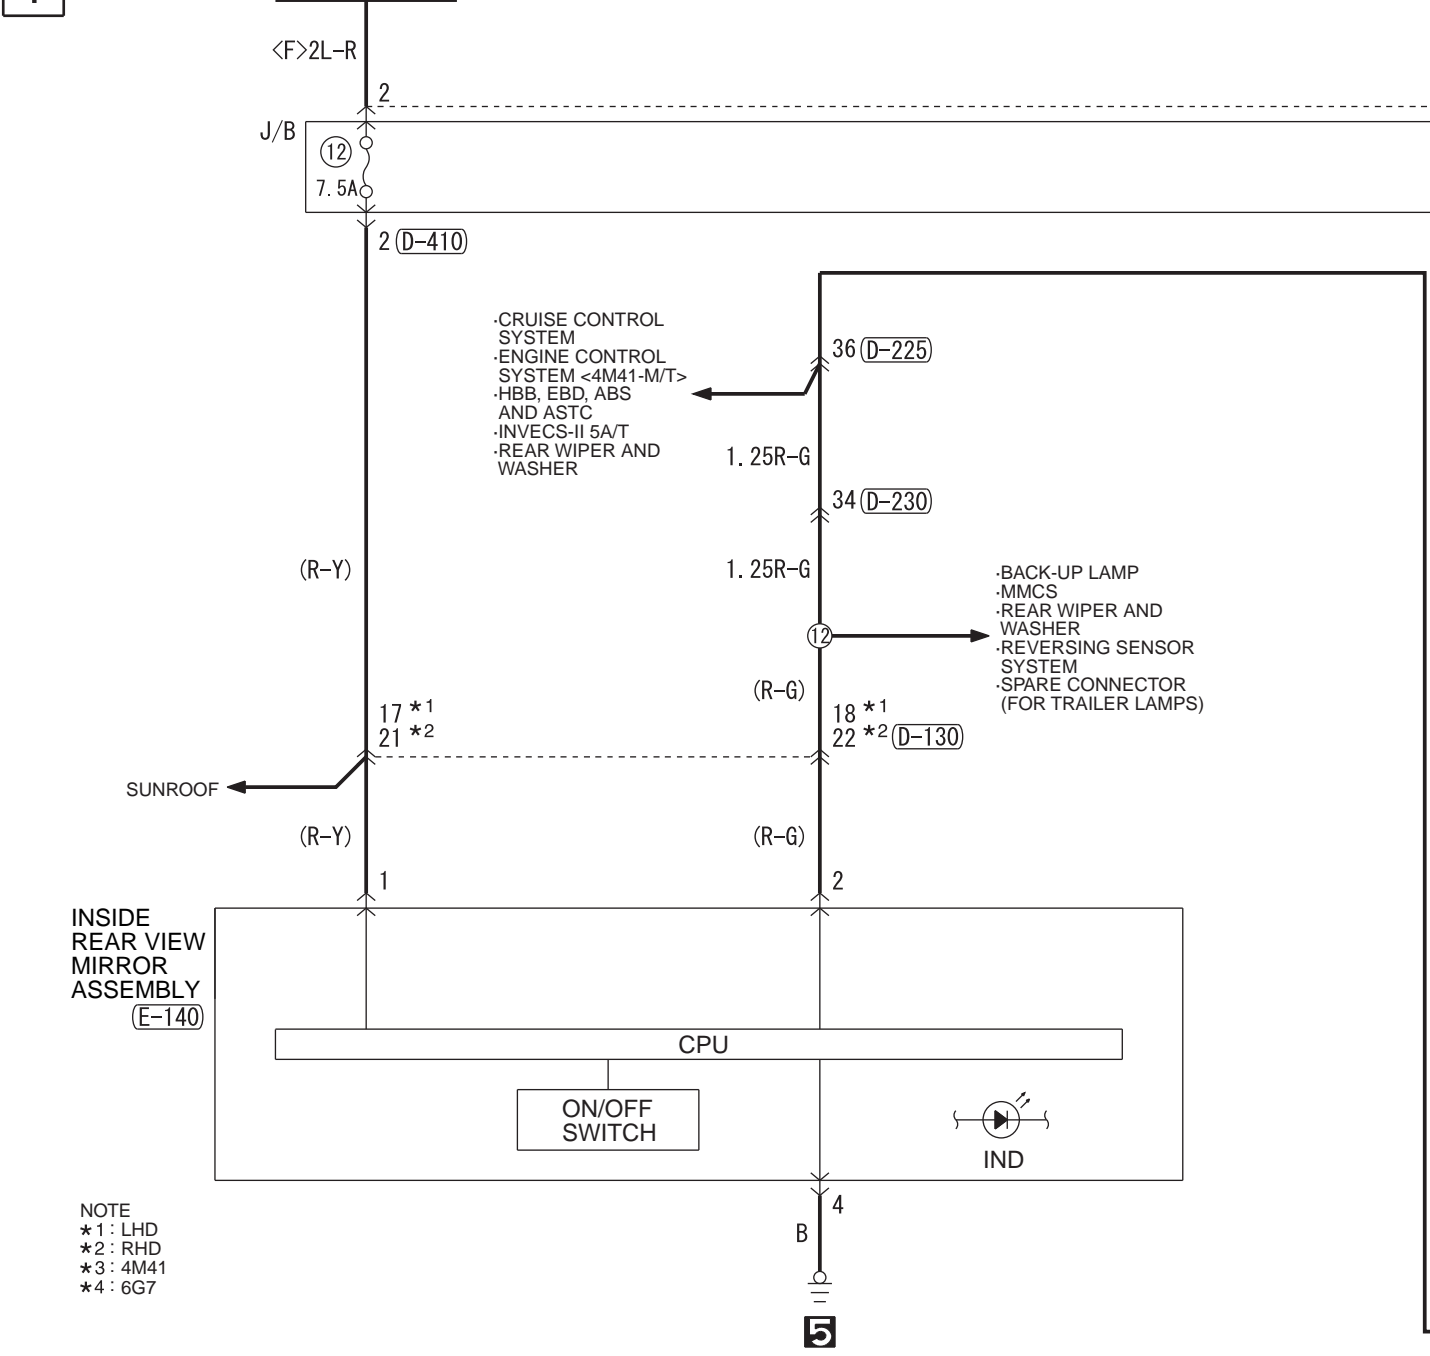 <F>2L-R
2
J/B
12
7.5A
2 (D-410)
·CRUISE CONTROL
SYSTEM
·ENGINE CONTROL
SYSTEM <4M41-M/T>
·HBB, EBD, ABS
AND ASTC
·INVECS-II 5A/T
·REAR WIPER AND
WASHER
36 (D-225)
1.25R-G
34 (D-230)
(R-Y)
1.25R-G
·BACK-UP LAMP
·MMCS
·REAR WIPER AND
WASHER
·REVERSING SENSOR
SYSTEM
·SPARE CONNECTOR
(FOR TRAILER LAMPS)
12
(R-G)
17 *1
21 *2
18 *1
22 *2 (D-130)
SUNROOF
(R-Y)
(R-G)
1
2
INSIDE
REAR VIEW
MIRROR
ASSEMBLY
(E-140)
CPU
ON/OFF
SWITCH
IND
4
B
5
NOTE
*1 : LHD
*2 : RHD
*3 : 4M41
*4 : 6G7